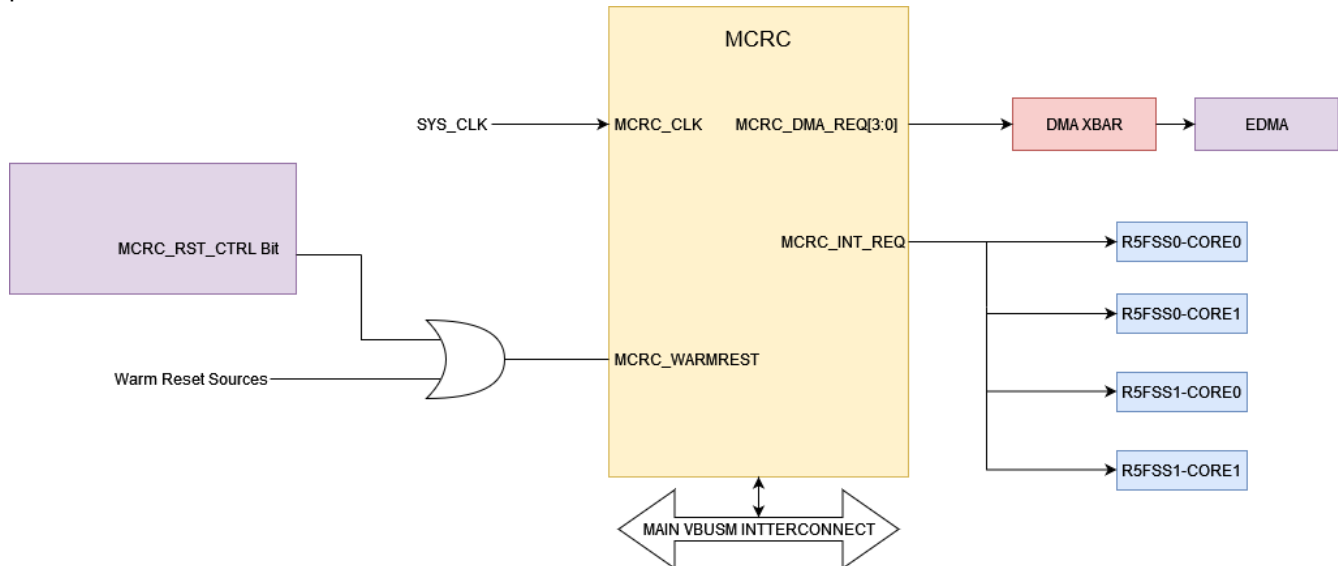 MCRC
SYS_CLK
MCRC_CLK
MCRC_DMA_REQ[3:0]
DMA XBAR
EDMA
MCRC_RST_CTRL Bit
MCRC_INT_REQ
R5FSS0-CORE0
R5FSS0-CORE1
MCRC_WARMREST
Warm Reset Sources
R5FSS1-CORE0
R5FSS1-CORE1
MAIN VBUSM INTTERCONNECT